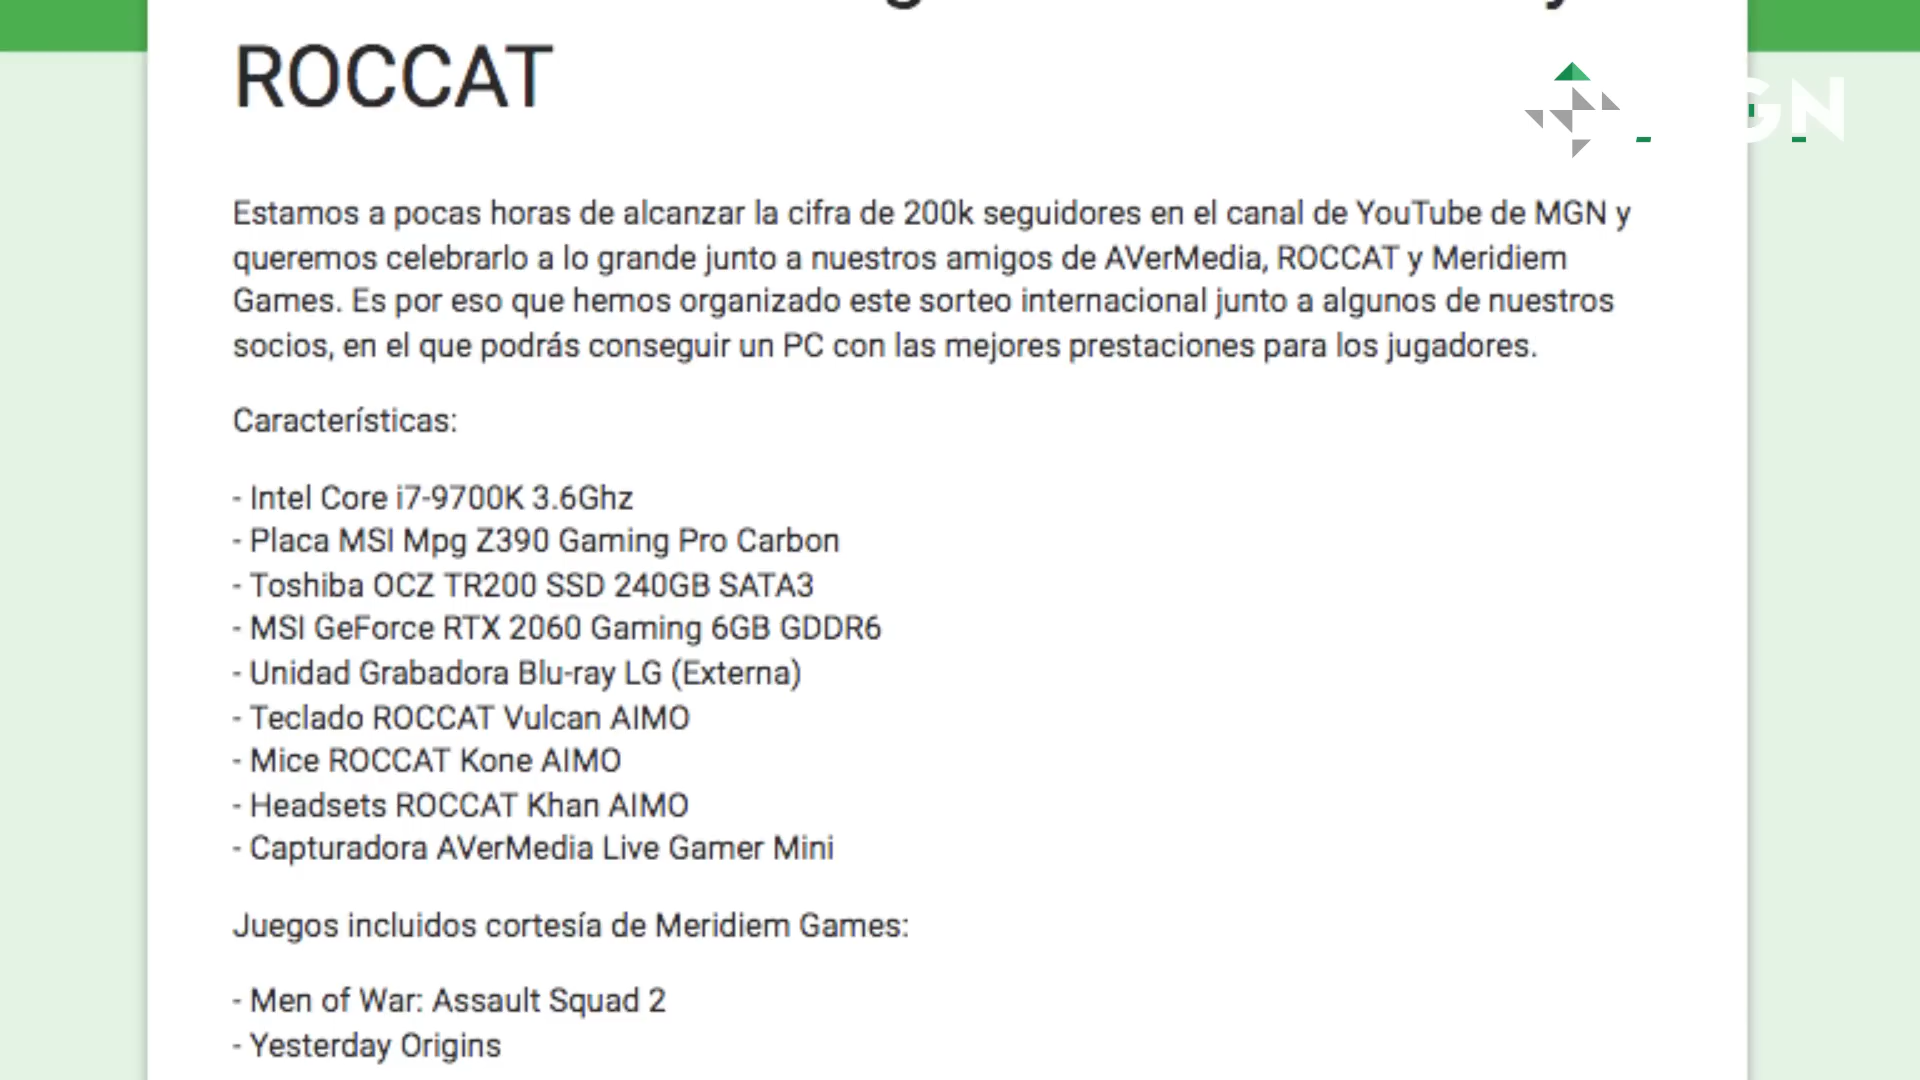 ROCCAT
GN
Estamos a pocas horas de alcanzar la cifra de 200k seguidores en el canal de YouTube de MGN y
queremos celebrarlo a lo grande junto a nuestros amigos de AVerMedia, ROCCAT y Meridiem
Games. Es por eso que hemos organizado este sorteo internacional junto a algunos de nuestros
socios, en el que podrás conseguir un PC con las mejores prestaciones para los jugadores.
Características:
- Intel Core i7-9700K 3.6Ghz
- Placa MSI Mpg Z390 Gaming Pro Carbon
- Toshiba OCZ TR200 SSD 240GB SATA3
- MSI GeForce RTX 2060 Gaming 6GB GDDR6
- Unidad Grabadora Blu-ray LG (Externa)
- Teclado ROCCAT Vulcan AIMO
- Mice ROCCAT Kone AIMO
- Headsets ROCCAT Khan AIMO
- Capturadora AVerMedia Live Gamer Mini
Juegos incluidos cortesía de Meridiem Games:
- Men of War: Assault Squad 2
- Yesterday Origins